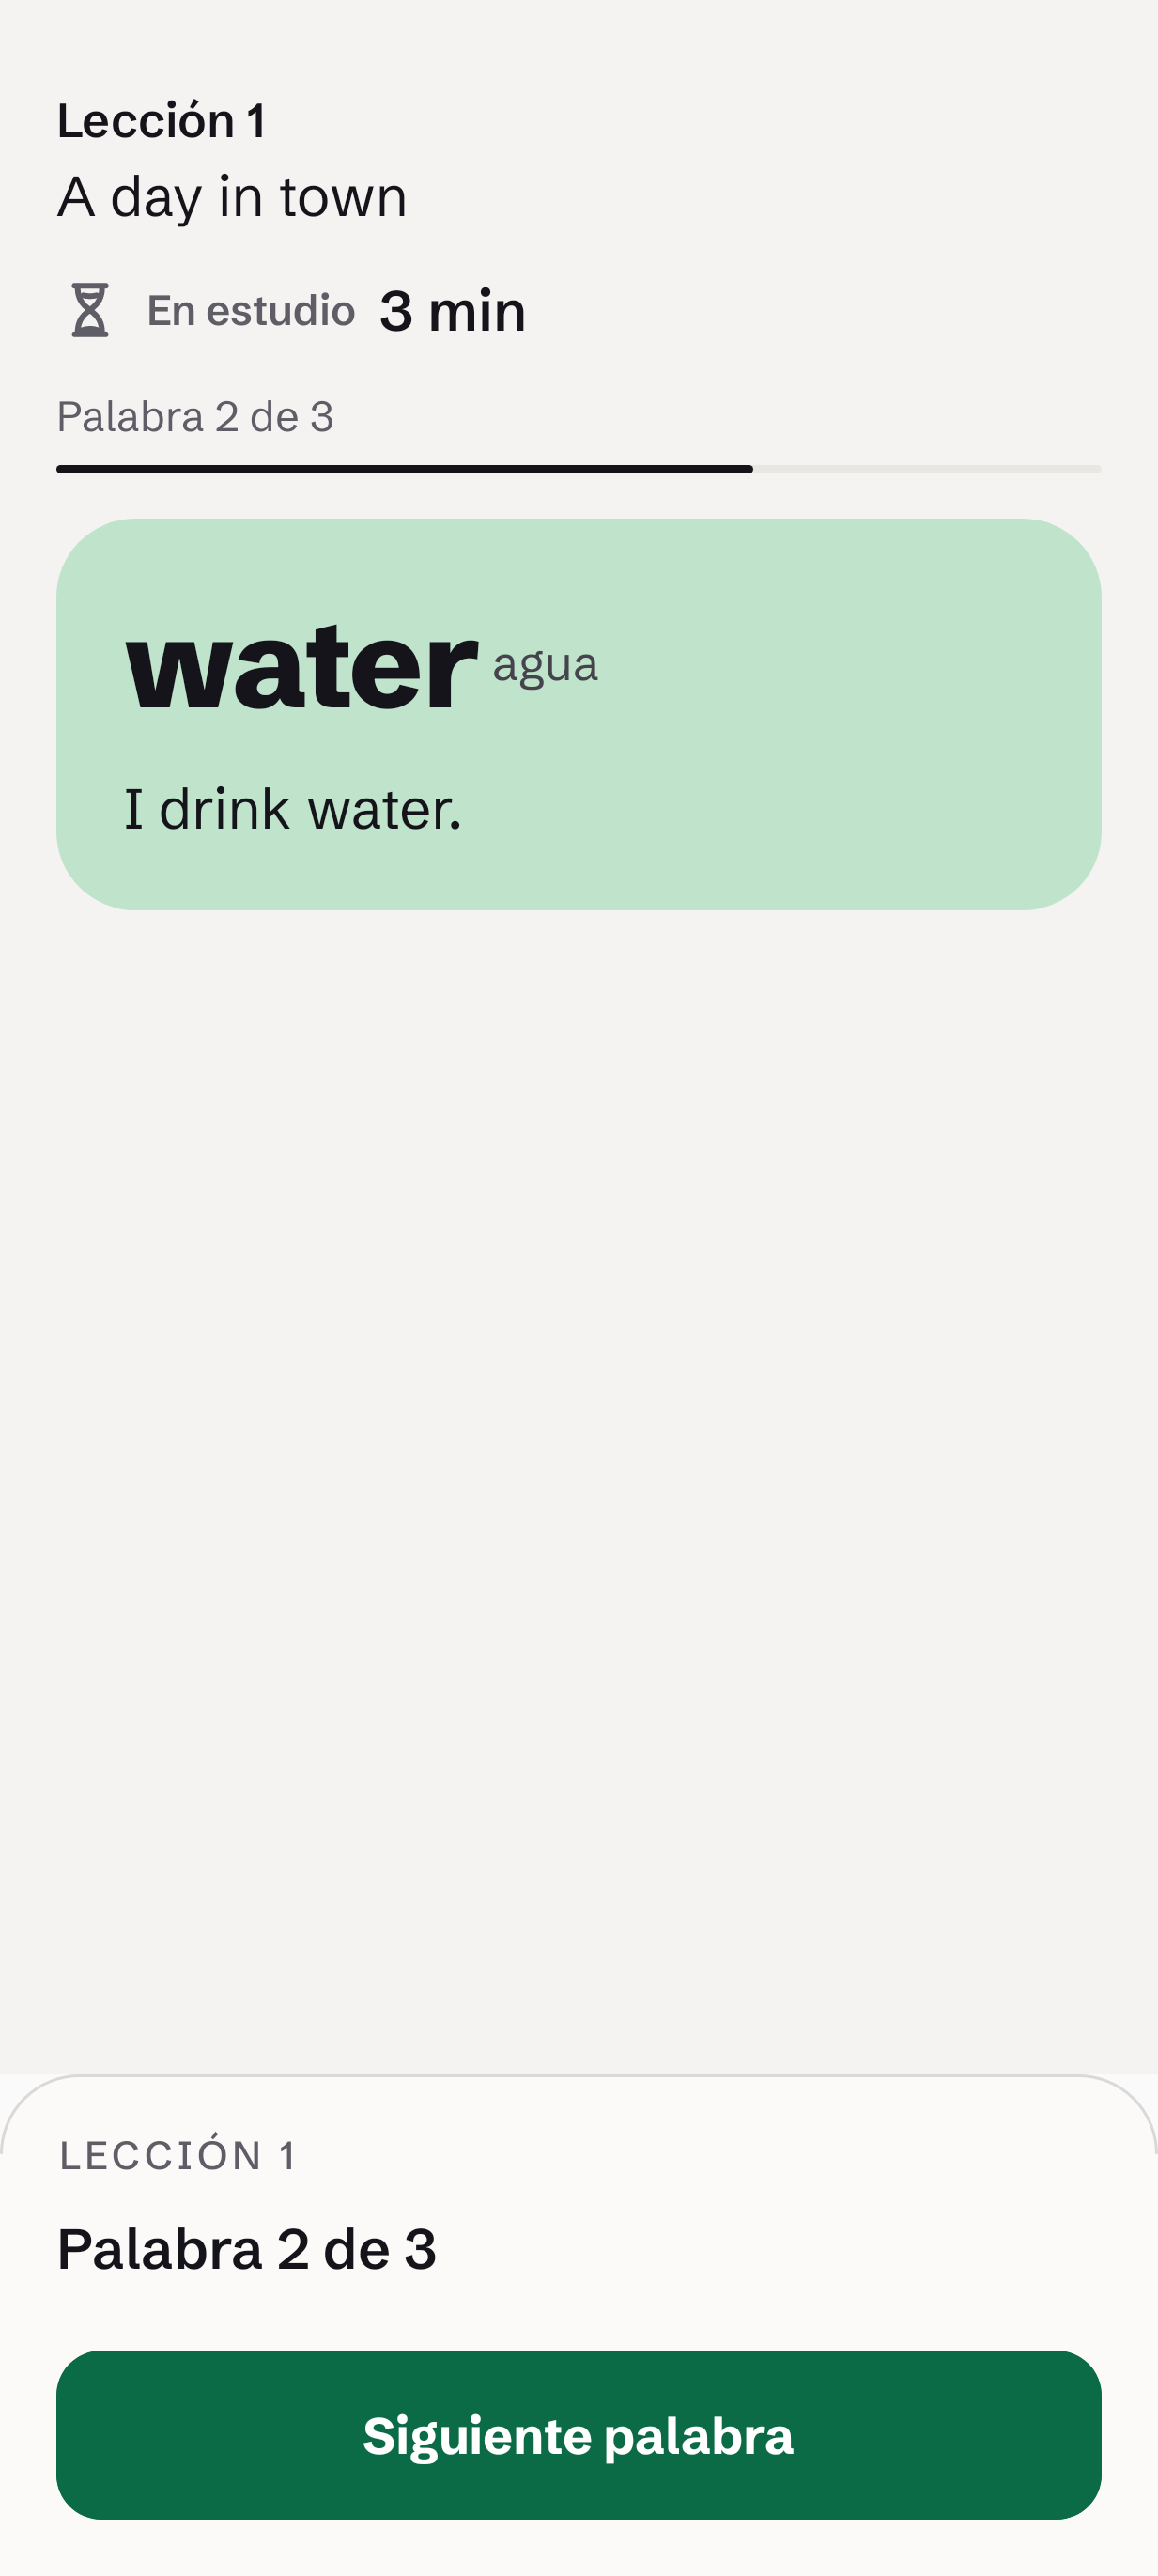 Lección 1
A day in town
En estudio 3 min
Palabra 2 de 3
water agua
I drink water.
LECCIÓN 1
Palabra 2 de 3
Siguiente palabra